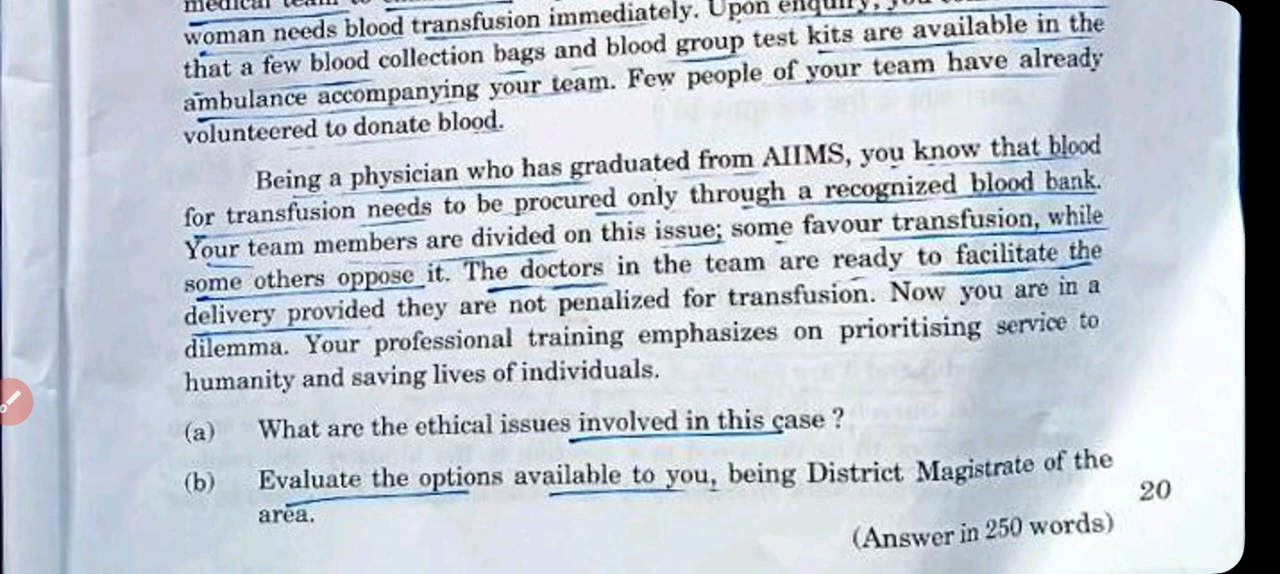 medical team to
woman needs blood transfusion immediately. Upon enquiry,
that a few blood collection bags and blood group test kits are available in the
ambulance accompanying your team. Few people of your team have already
volunteered to donate blood.
Being a physician who has graduated from AIIMS, you know that blood
for transfusion needs to be procured only through a recognized blood bank.
Your team members are divided on this issue; some favour transfusion, while
some others oppose it. The doctors in the team are ready to facilitate the
delivery provided they are not penalized for transfusion. Now you are in a
dilemma. Your professional training emphasizes on prioritising service to
humanity and saving lives of individuals.
(a) What are the ethical issues involved in this case ?
(b) Evaluate the options available to you, being District Magistrate of the
area.
20
(Answer in 250 words)